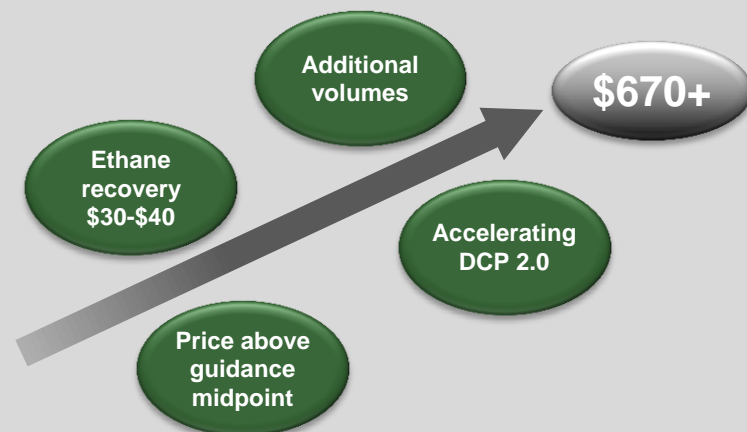 Additional
volumes
$670+
Ethane
recovery
$30-$40
Accelerating
DCP 2.0
Price above
guidance
midpoint